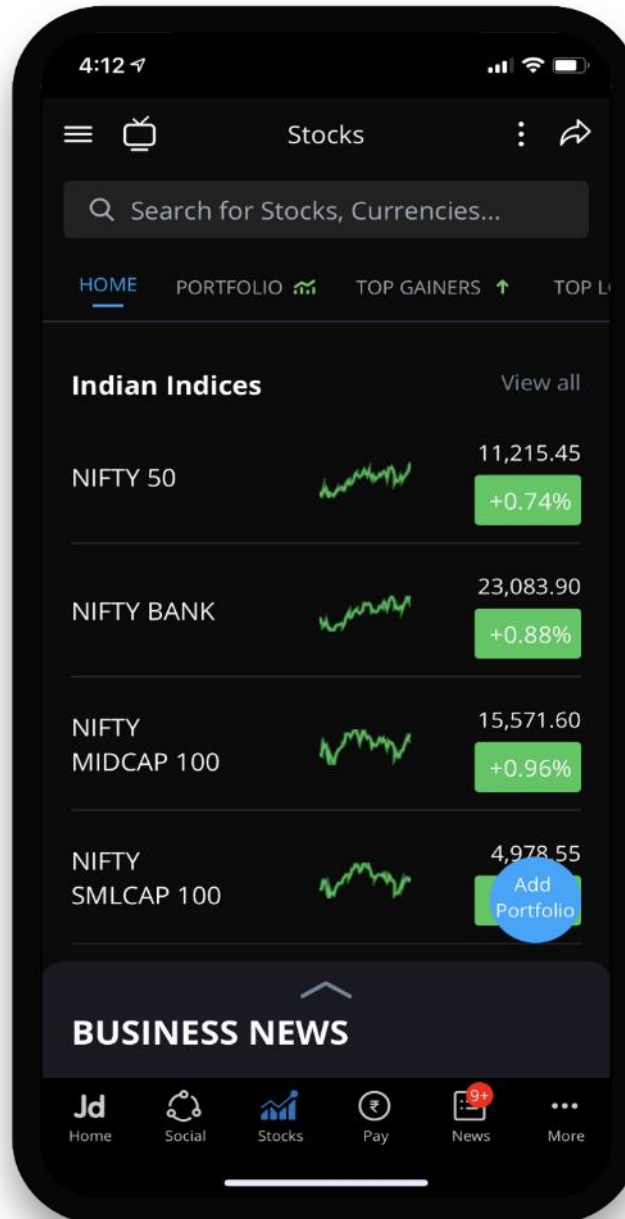 4:12
Stocks
Search for Stocks, Currencies...
HOME PORTFOLIO TOP GAINERS TOP
Indian Indices View all
NIFTY 50
11,215.45
+0.74%
NIFTY BANK
23,083.90
+0.88%
NIFTY
MIDCAP 100
15,571.60
+0.96%
NIFTY
SMLCAP 100
4,978.55
Add
Portfolio
BUSINESS NEWS
9+
Jd
Home Social Stocks Pay News More